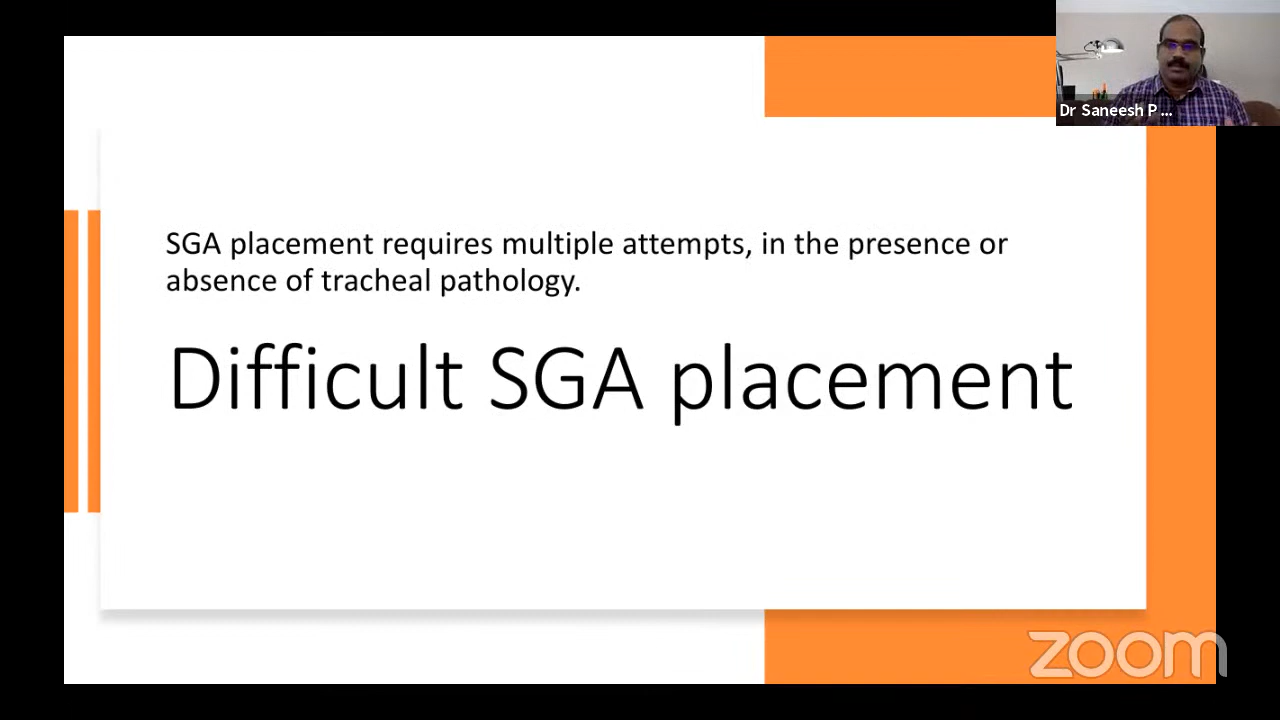 Dr Saneesh P ...
SGA placement requires multiple attempts, in the presence or
absence of tracheal pathology.
Difficult SGA placement
zoom